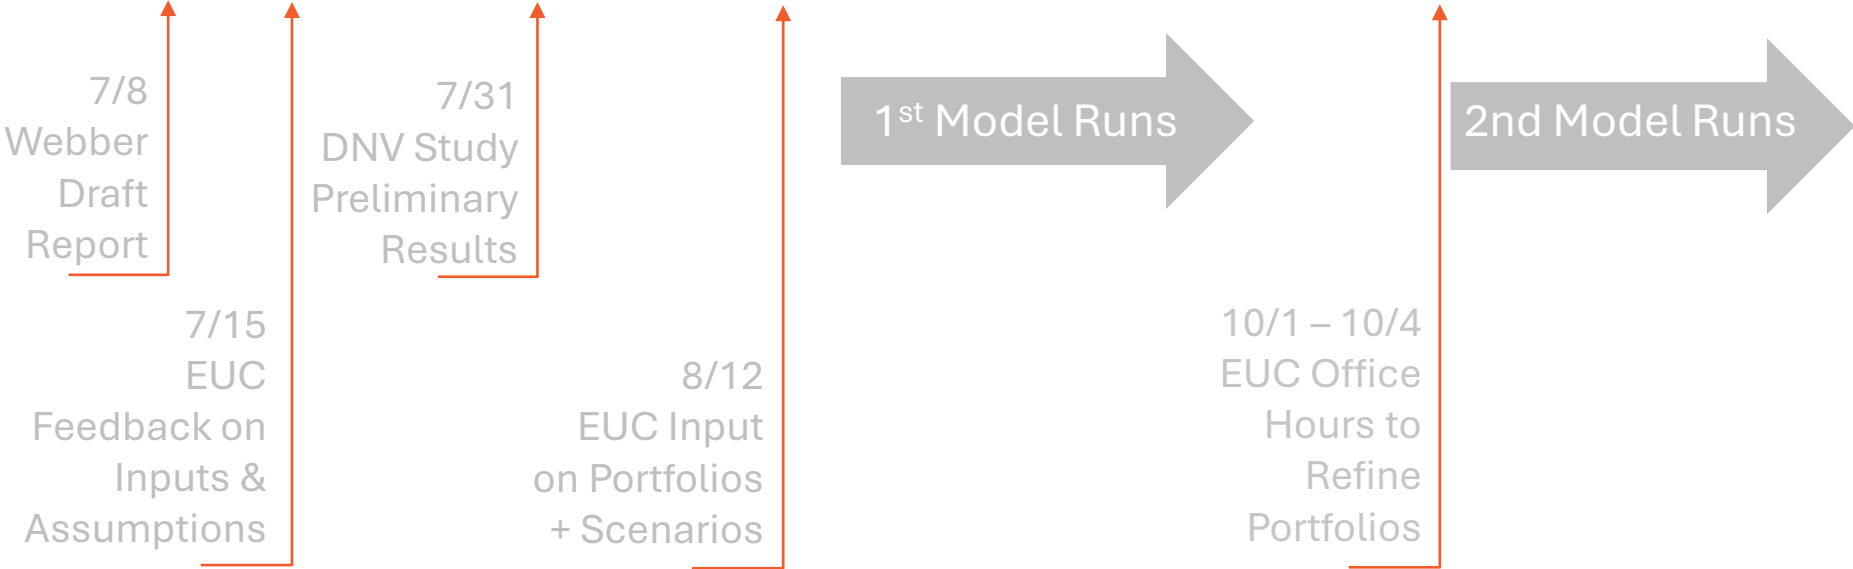 7/8
Webber
Draft
Report
7/15
EUC
Feedback on
Inputs &
Assumptions
7/31
DNV Study
Preliminary
Results
8/12
EUC Input
on Portfolios
+ Scenarios
1st Model Runs
10/1 – 10/4
EUC Office
Hours to
Refine
Portfolios
2nd Model Runs